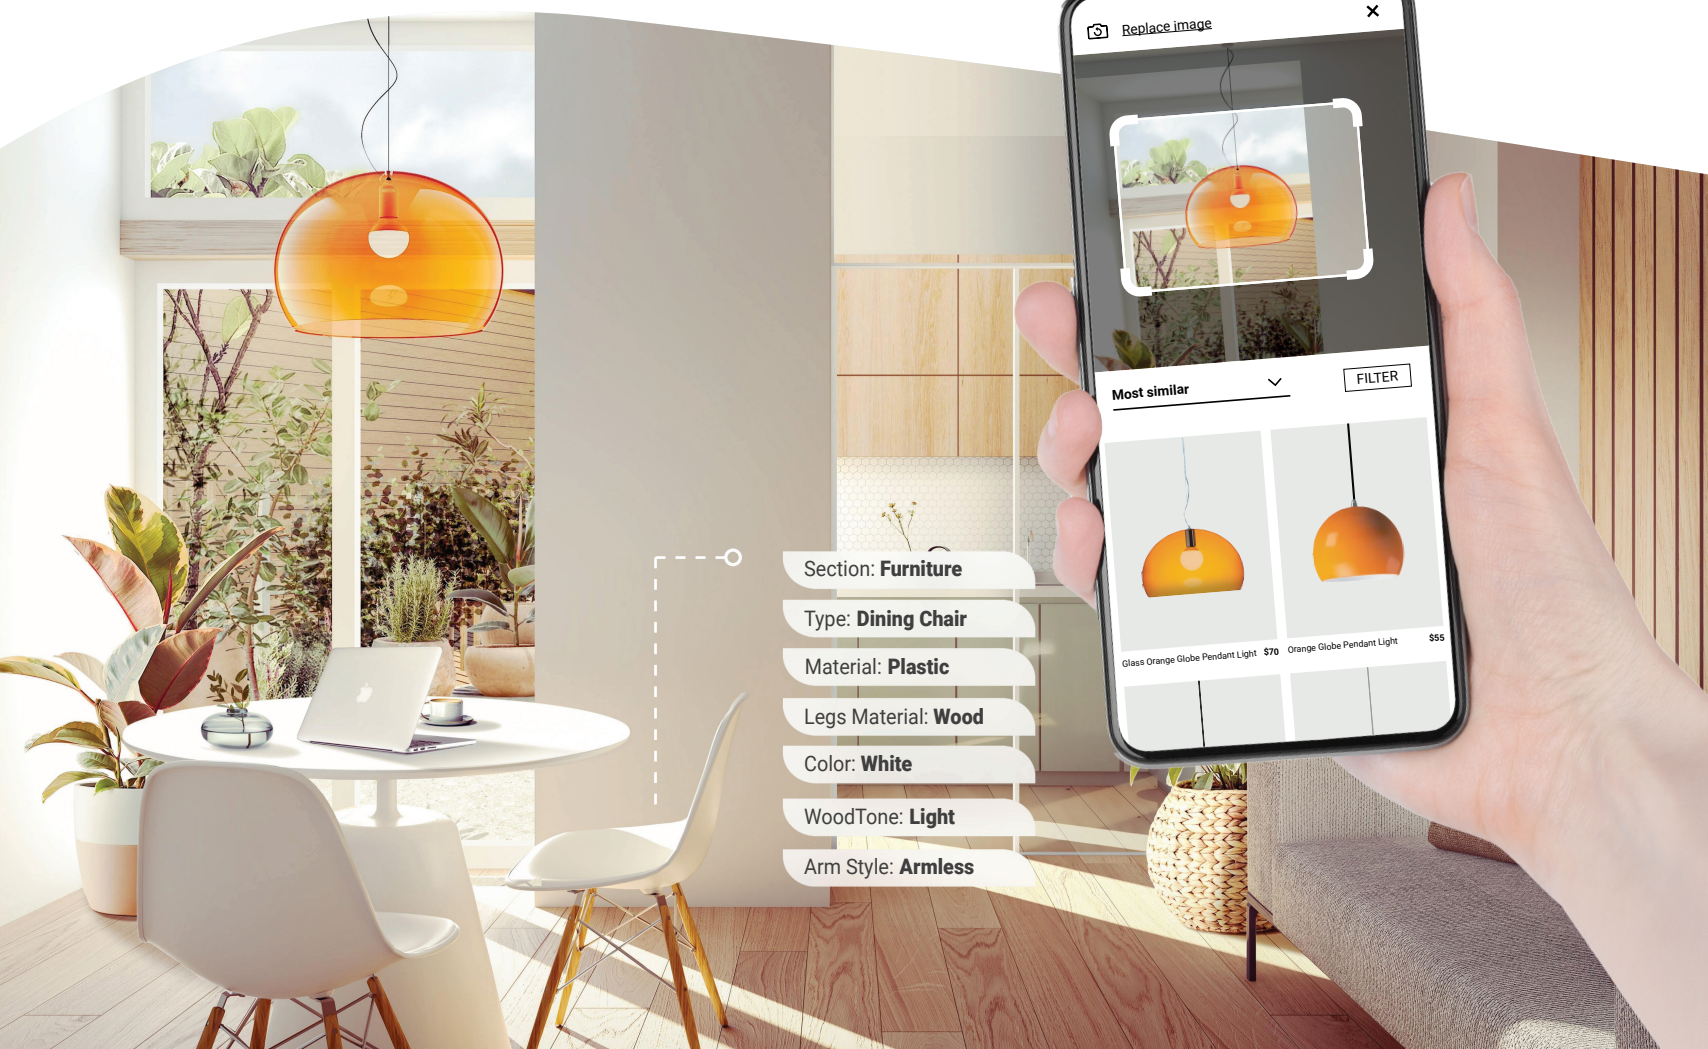 Replace image
Most similar
FILTER
Glass Orange Globe Pendant Light $70
Orange Globe Pendant Light $55
Section: Furniture
Type: Dining Chair
Material: Plastic
Legs Material: Wood
Color: White
WoodTone: Light
Arm Style: Armless